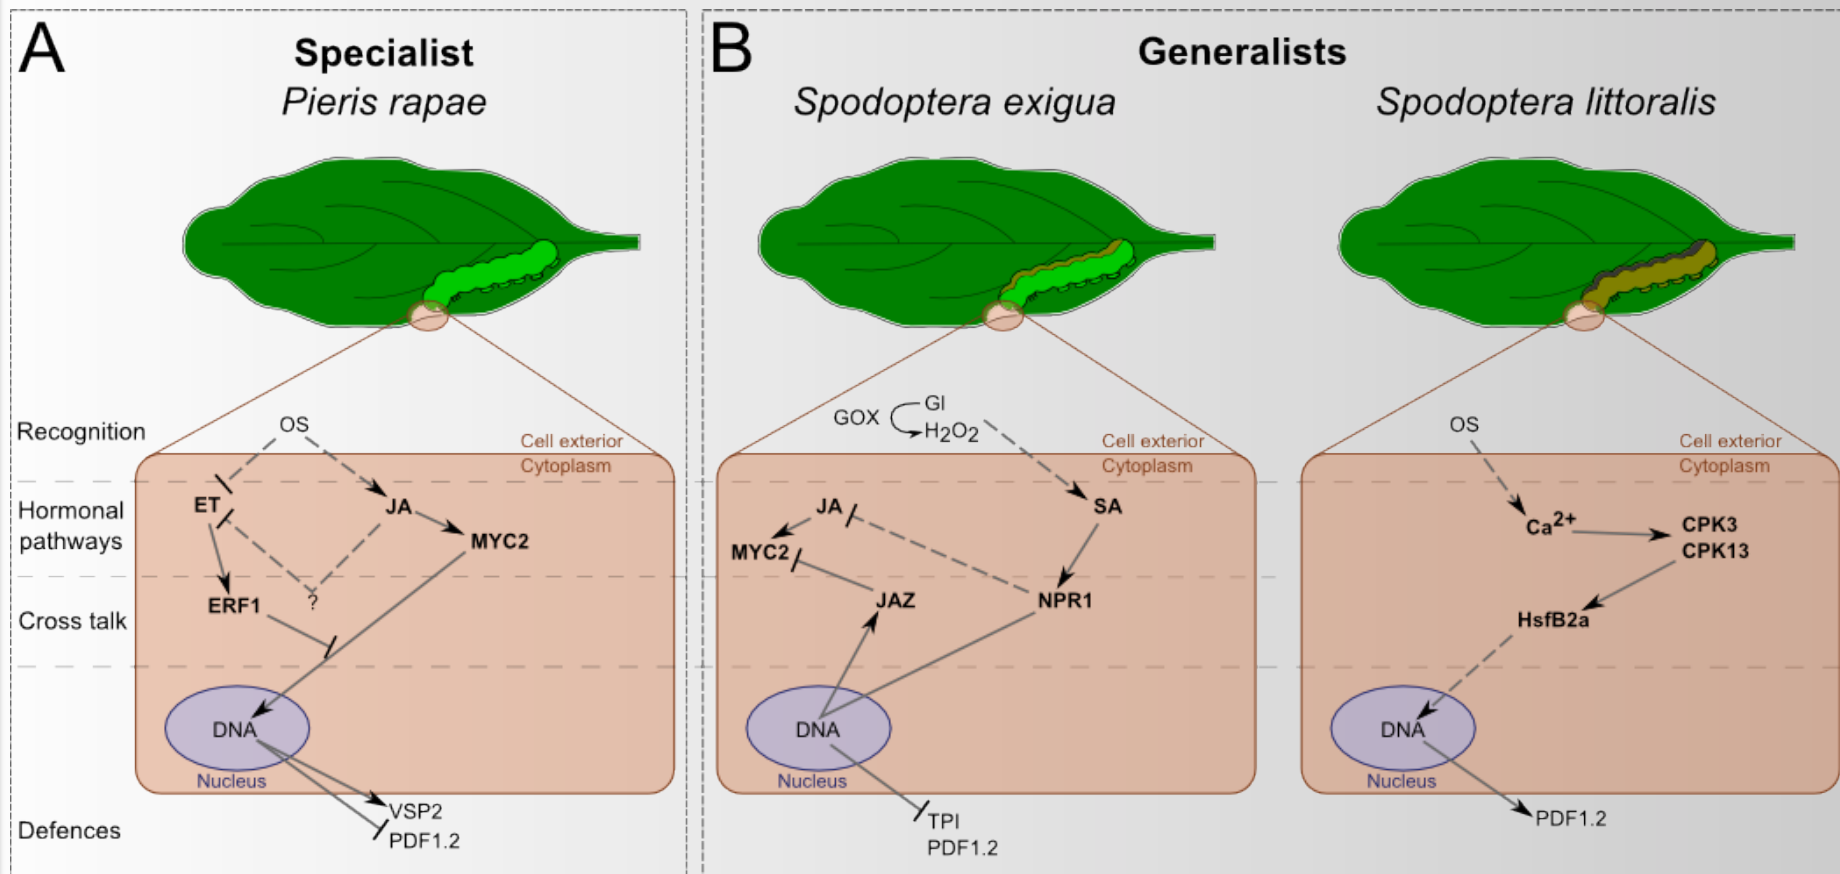 A
Specialist
Pieris rapae
B
Generalists
Spodoptera exigua
Spodoptera littoralis
Recognition
Hormonal
pathways
Cross talk
Defences
OS
Cell exterior
Cytoplasm
ET
JA
MYC2
ERF1
?
DNA
Nucleus
VSP2
PDF1.2
GOX
GI
H2O2
Cell exterior
Cytoplasm
JA
SA
MYC2
JAZ
NPR1
DNA
Nucleus
TPI
PDF1.2
OS
Cell exterior
Cytoplasm
Ca2+
CPK3
CPK13
HsfB2a
DNA
Nucleus
PDF1.2